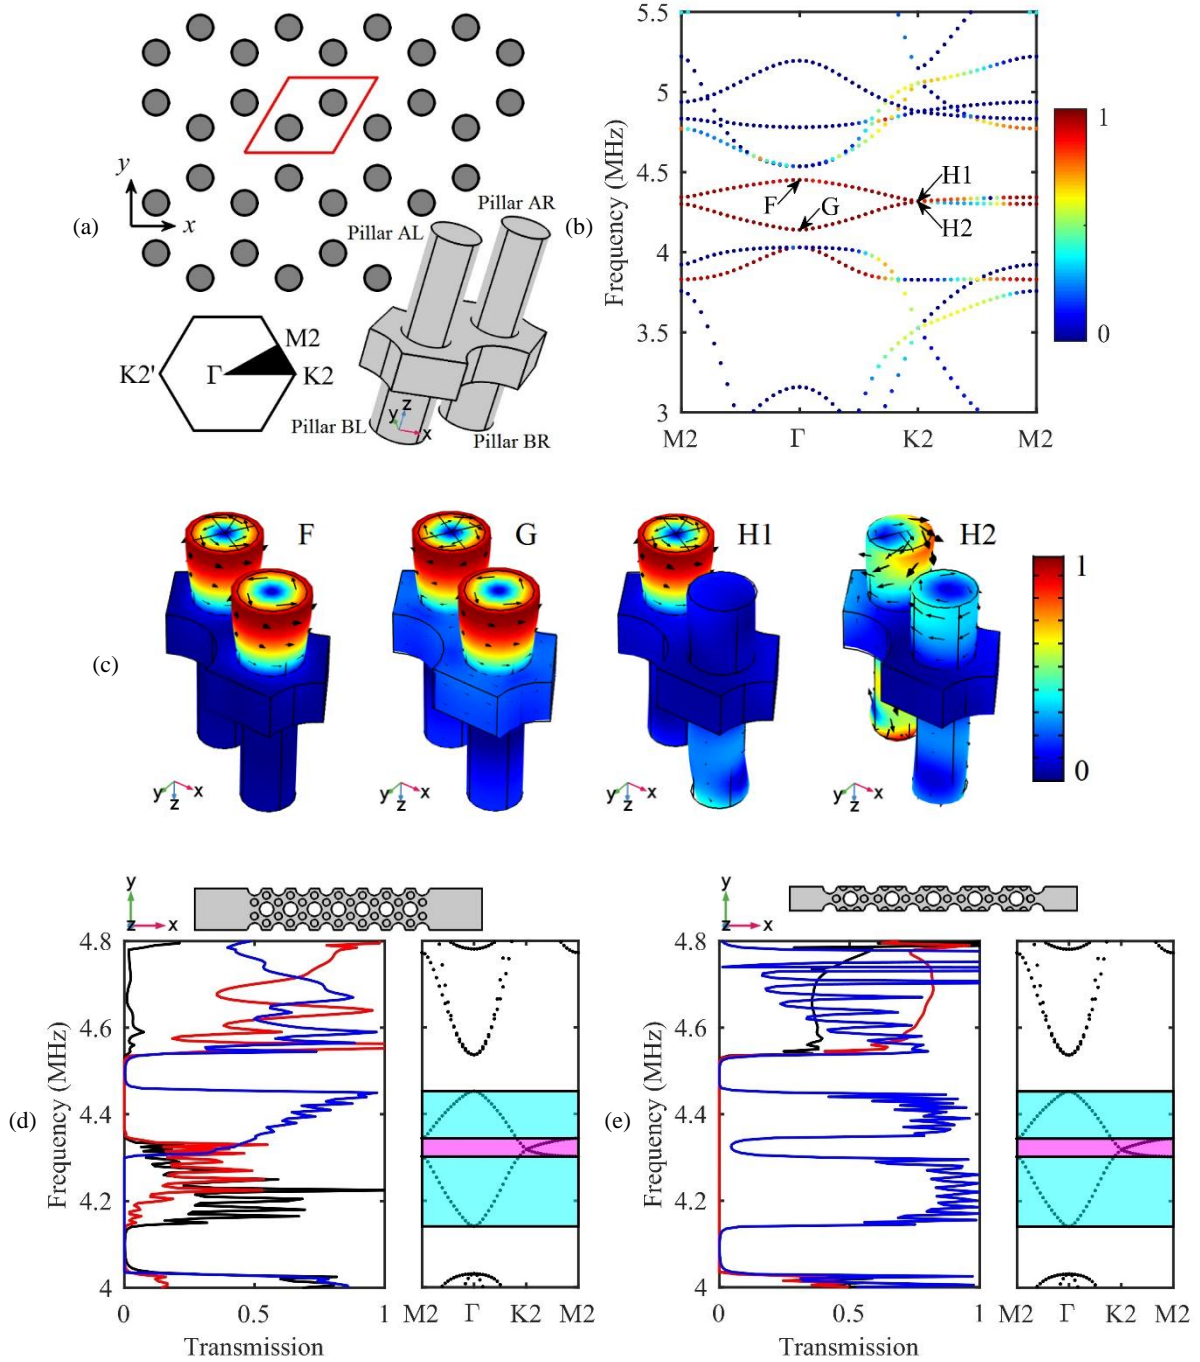 (a)
y
x
Pillar AR
Pillar AL
Pillar BL
Pillar BR
y z x
M2
K2'
Γ
K2
(b)
Frequency (MHz)
5.5
5
4.5
4
3.5
3
F
G
H1
H2
M2 Γ K2 M2
1
0
(c)
F
G
H1
H2
y z x
y z x
y z x
y z x
1
0
(d)
y
z x
Frequency (MHz)
4.8
4.6
4.4
4.2
4
0 0.5 1
Transmission
M2 Γ K2 M2
(e)
y
z x
Frequency (MHz)
4.8
4.6
4.4
4.2
4
0 0.5 1
Transmission
M2 Γ K2 M2